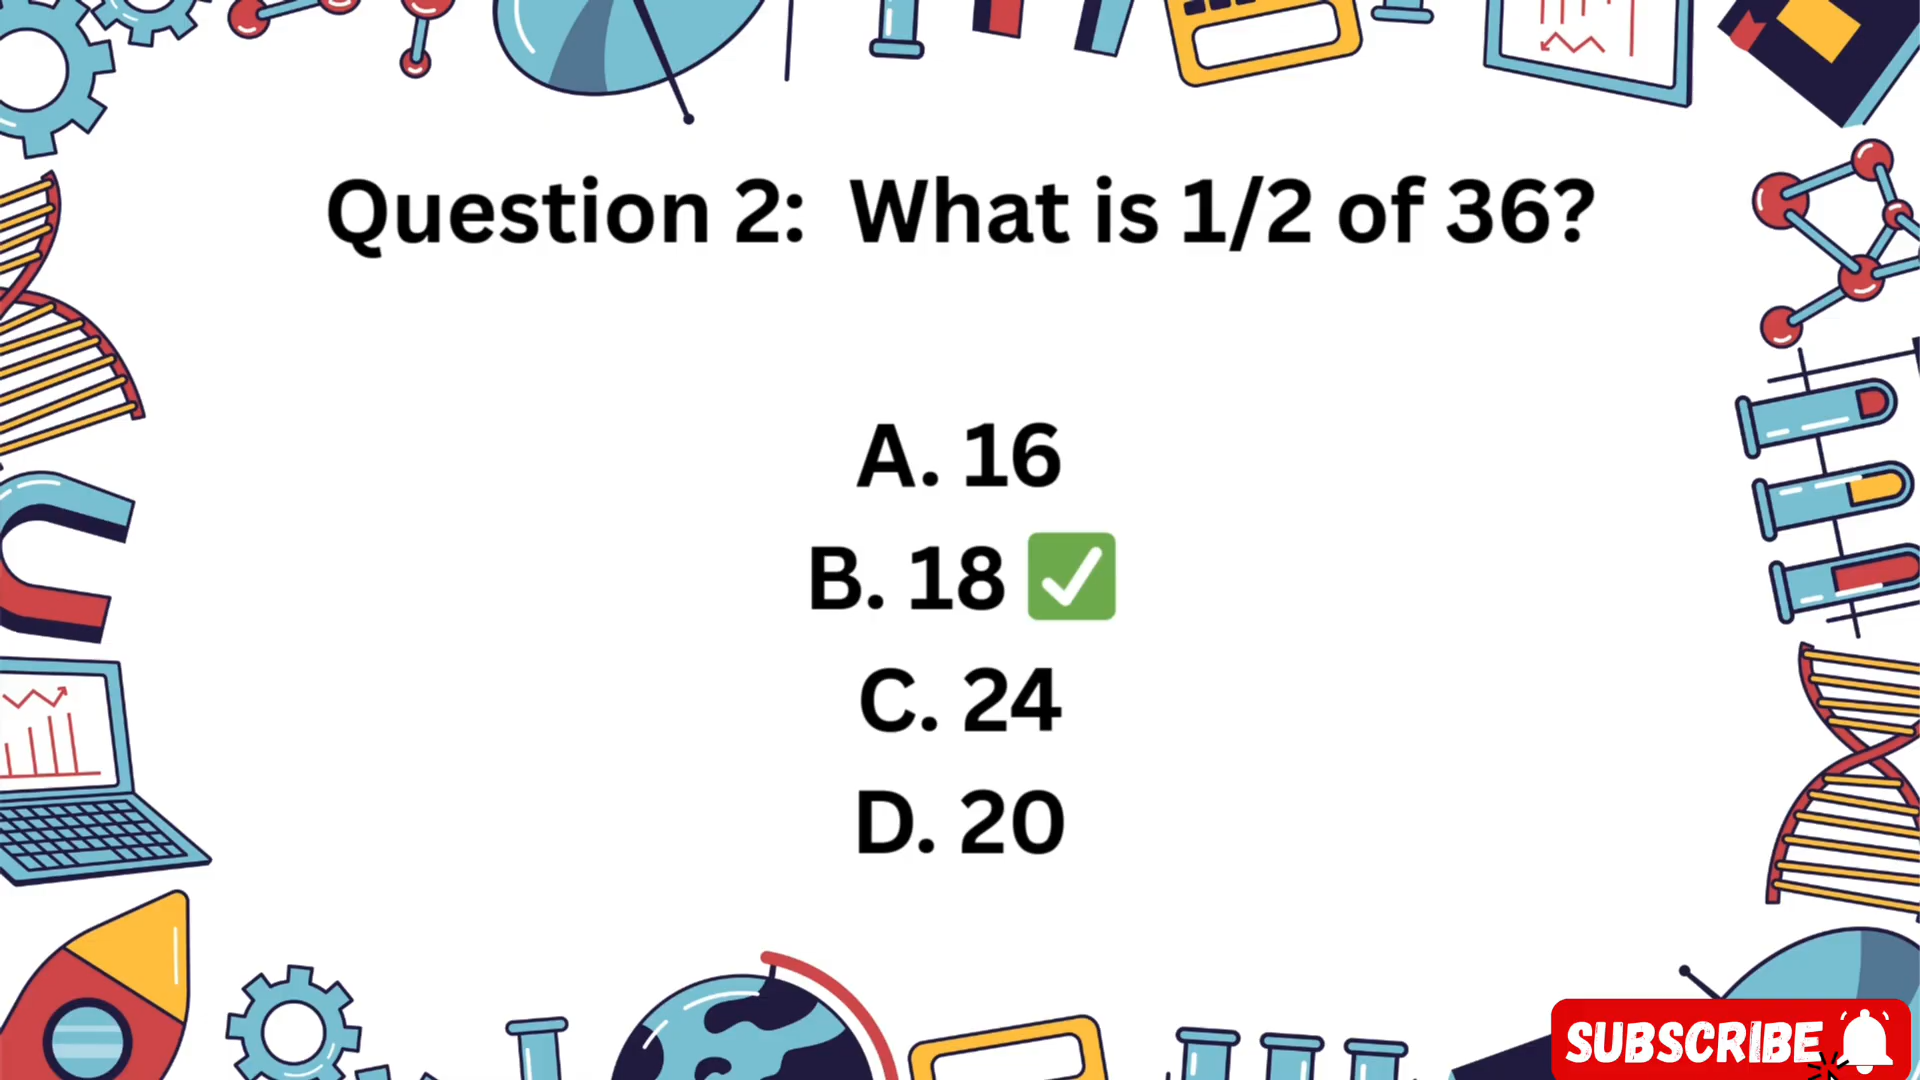 Question 2: What is 1/2 of 36?
A. 16
B. 18 ✅
C. 24
D. 20
SUBSCRIBE